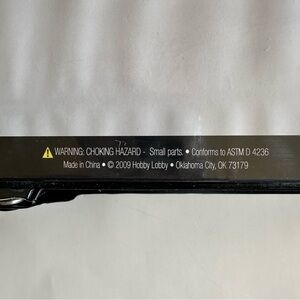 ⚠ WARNING: CHOKING HAZARD - Small parts. • Conforms to ASTM D 4236
Made in China • © 2009 Hobby Lobby • Oklahoma City, OK 73179